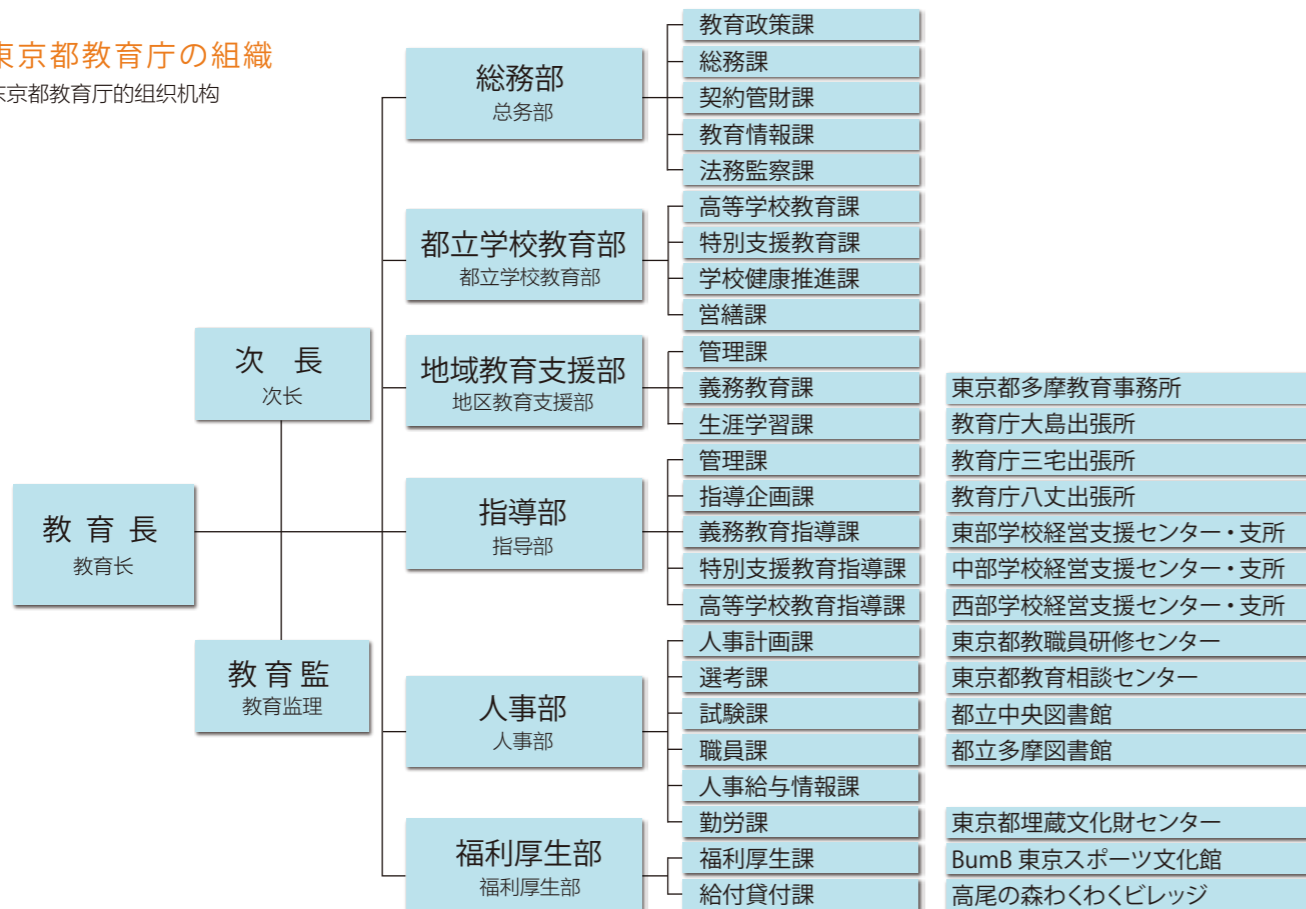 東京都教育庁の組織
东京都教育厅的组织机构
教 育 長
教育长
次 長
次长
教 育 監
教育监理
総務部
总务部
教育政策課
総務課
契約管財課
教育情報課
法務監察課
都立学校教育部
都立学校教育部
高等学校教育課
特別支援教育課
学校健康推進課
営繕課
地域教育支援部
地区教育支援部
管理課
義務教育課
生涯学習課
指導部
指导部
管理課
指導企画課
義務教育指導課
特別支援教育指導課
高等学校教育指導課
人事部
人事部
人事計画課
選考課
試験課
職員課
人事給与情報課
勤労課
福利厚生部
福利厚生部
福利厚生課
給付貸付課
東京都多摩教育事務所
教育庁大島出張所
教育庁三宅出張所
教育庁八丈出張所
東部学校経営支援センター・支所
中部学校経営支援センター・支所
西部学校経営支援センター・支所
東京都教職員研修センター
東京都教育相談センター
都立中央図書館
都立多摩図書館
東京都埋蔵文化財センター
BumB 東京スポーツ文化館
高尾の森わくわくビレッジ